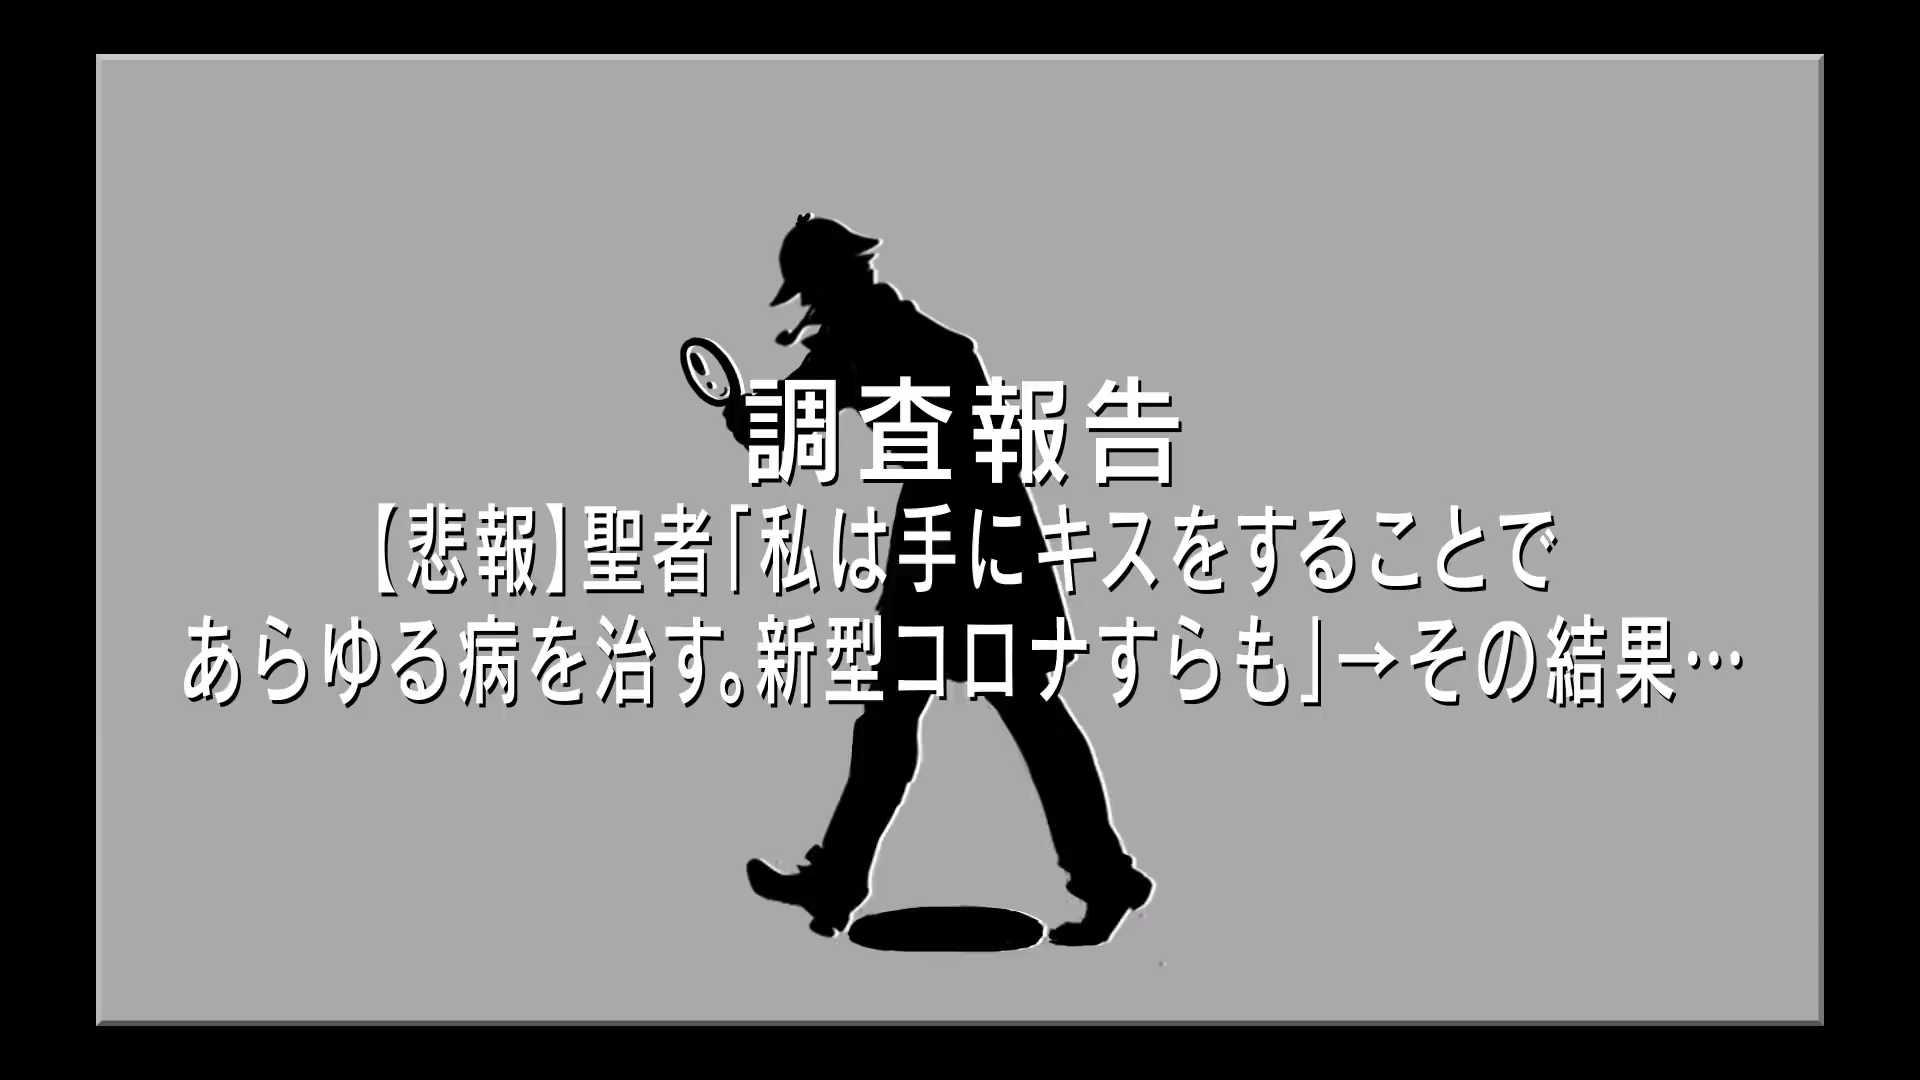 調査報告
【悲報】聖者「私は手にキスをすることで
あらゆる病を治す。新型コロナすらも」→その結果…